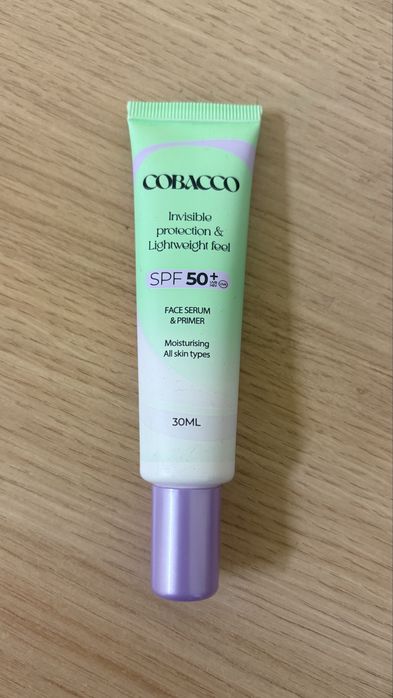 COBACCO
Invisible
protection &
Lightweight feel
SPF 50+
FACE SERUM
& PRIMER
Moisturising
All skin types
30ML